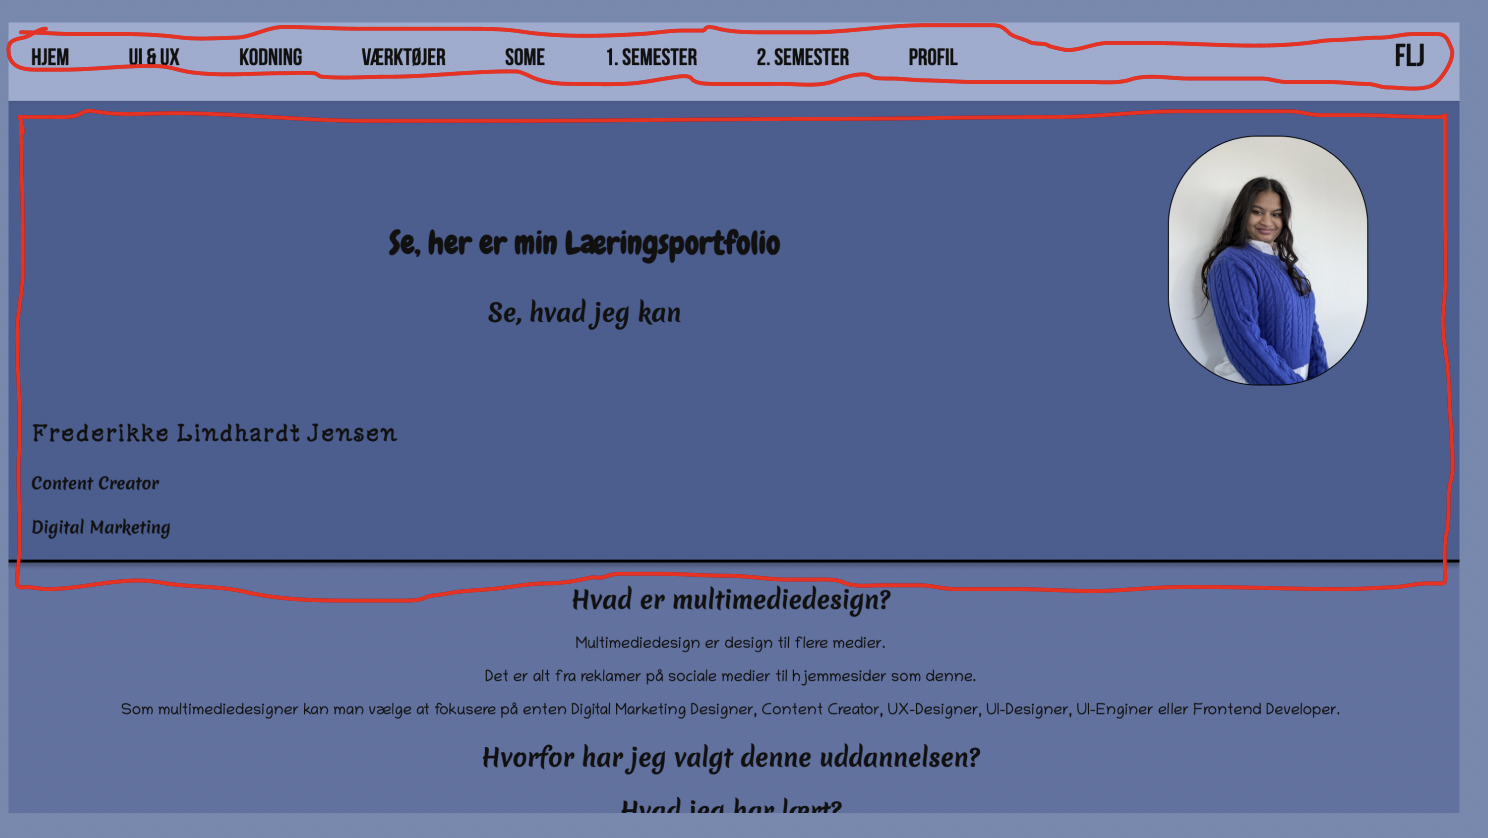 HJEM UI & UX KODNING VÆRKTØJER SOME 1. SEMESTER 2. SEMESTER PROFIL FLJ
Se, her er min Læringsportfolio
Se, hvad jeg kan
Frederikke Lindhardt Jensen
Content Creator
Digital Marketing
Hvad er multimediedesign?
Multimediedesign er design til flere medier.
Det er alt fra reklamer på sociale medier til hjemmesider som denne.
Som multimediedesigner kan man vælge at fokusere på enten Digital Marketing Designer, Content Creator, UX-Designer, UI-Designer, UI-Enginer eller Frontend Developer.
Hvorfor har jeg valgt denne uddannelsen?
Hvad jeg har lært?